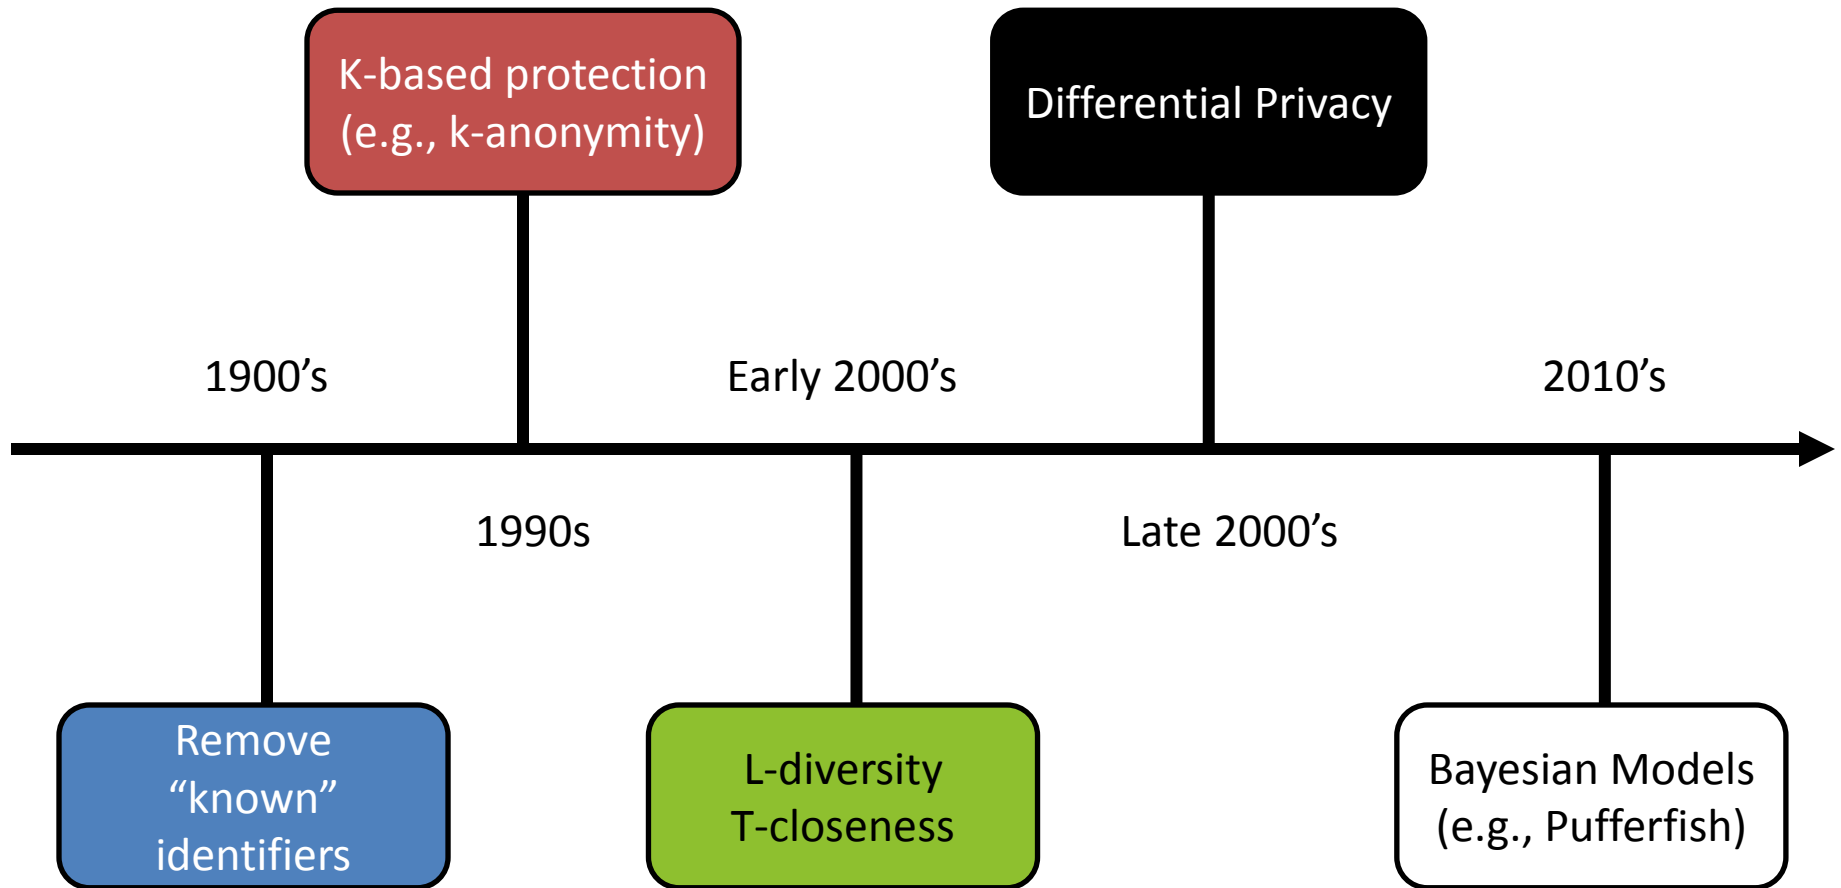 K-based protection
(e.g., k-anonymity)
Differential Privacy
1900’s
Early 2000’s
2010’s
1990s
Late 2000’s
Remove
“known”
identifiers
L-diversity
T-closeness
Bayesian Models
(e.g., Pufferfish)